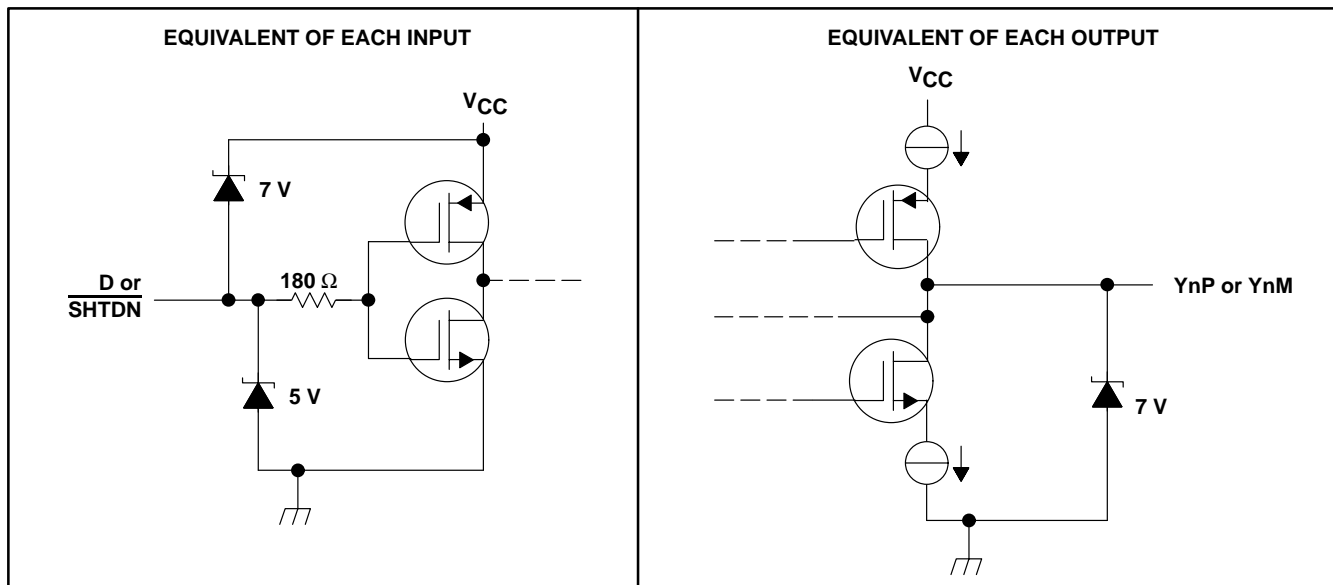 EQUIVALENT OF EACH INPUT
VCC
7 V
D or
SHTDN
180 Ω
5 V
EQUIVALENT OF EACH OUTPUT
VCC
YnP or YnM
7 V